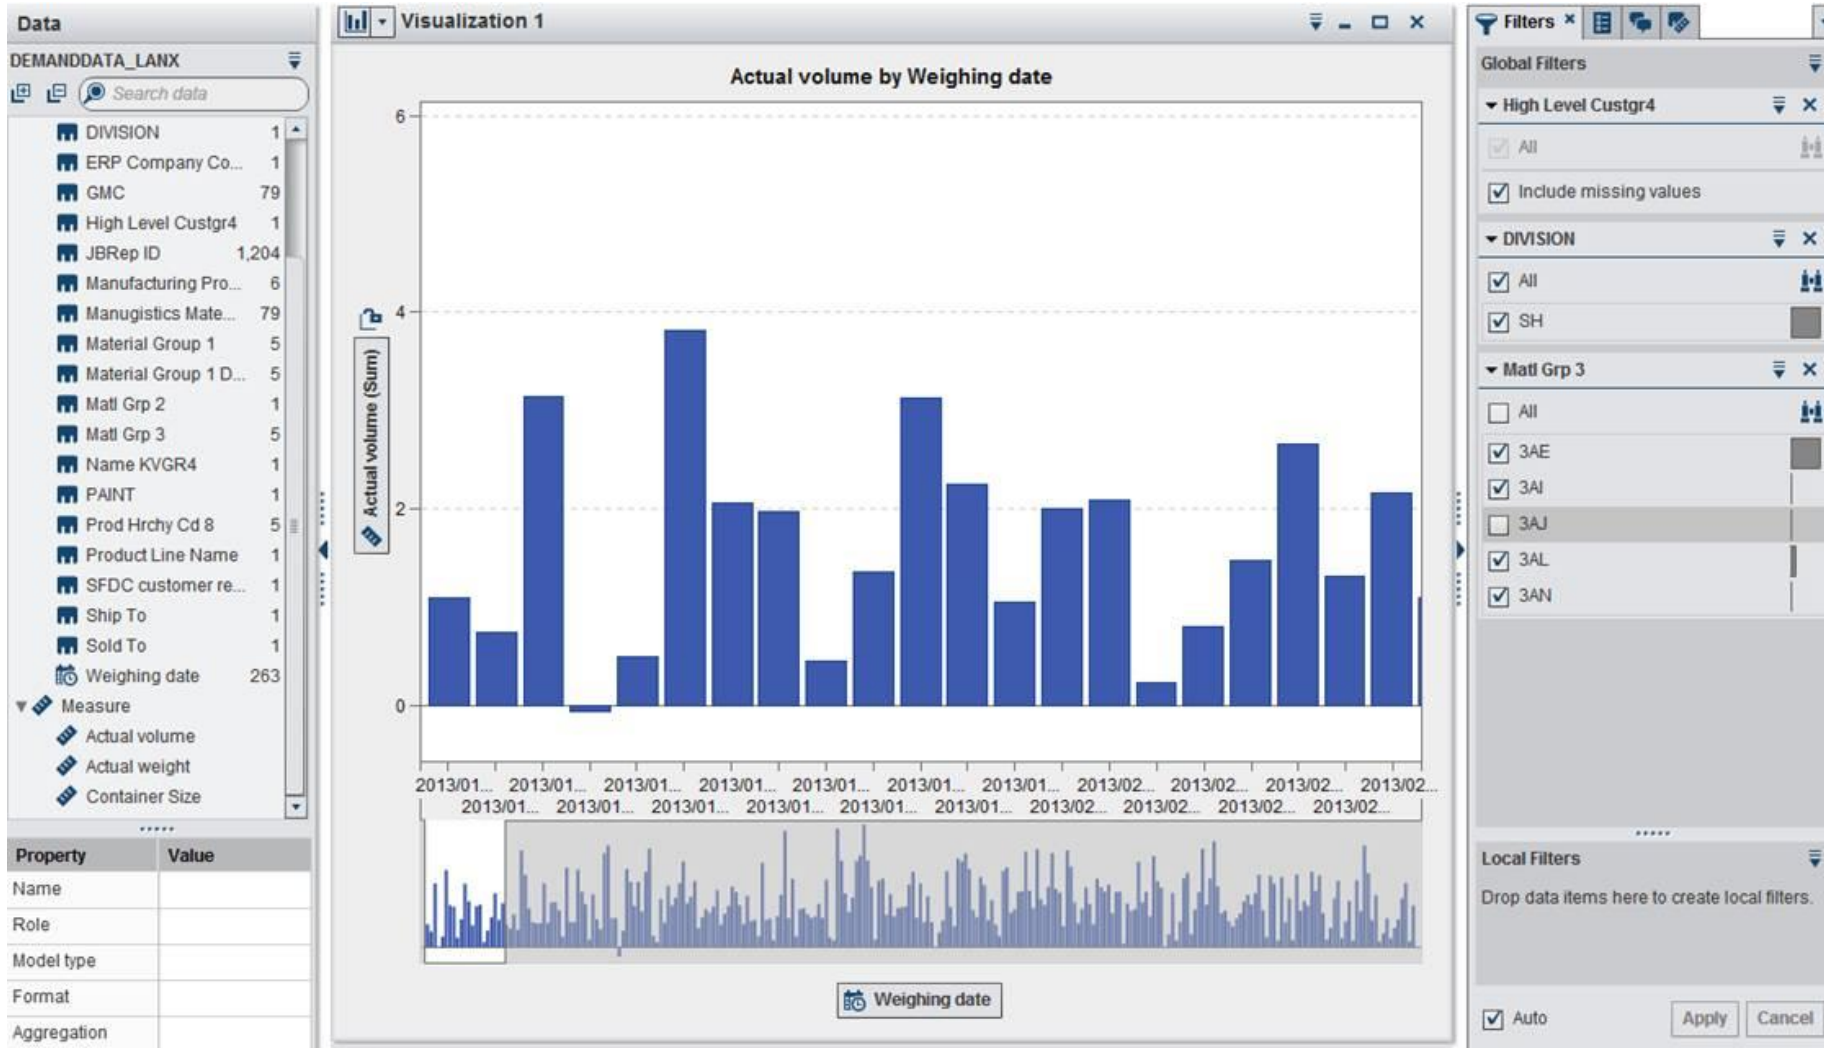 Data
DEMANDDATA_LANX
Search data
DIVISION 1
ERP Company Co... 1
GMC 79
High Level Custgr4 1
JBRep ID 1,204
Manufacturing Pro... 6
Manugistics Mate... 79
Material Group 1 5
Material Group 1 D... 5
Matl Grp 2 1
Matl Grp 3 5
Name KVGR4 1
PAINT 1
Prod Hrchy Cd 8 5
Product Line Name 1
SFDC customer re... 1
Ship To 1
Sold To 1
Weighing date 263
Measure
Actual volume
Actual weight
Container Size
Property Value
Name
Role
Model type
Format
Aggregation
Visualization 1
Actual volume by Weighing date
6
4
2
0
Actual volume (Sum)
2013/01... 2013/01... 2013/01... 2013/01... 2013/01... 2013/01... 2013/01... 2013/02... 2013/02... 2013/02... 2013/02...
2013/01... 2013/01... 2013/01... 2013/01... 2013/01... 2013/01... 2013/02... 2013/02... 2013/02... 2013/02...
Weighing date
Filters
Global Filters
High Level Custgr4
All
Include missing values
DIVISION
All
SH
Matl Grp 3
All
3AE
3AI
3AJ
3AL
3AN
Local Filters
Drop data items here to create local filters.
Auto Apply Cancel